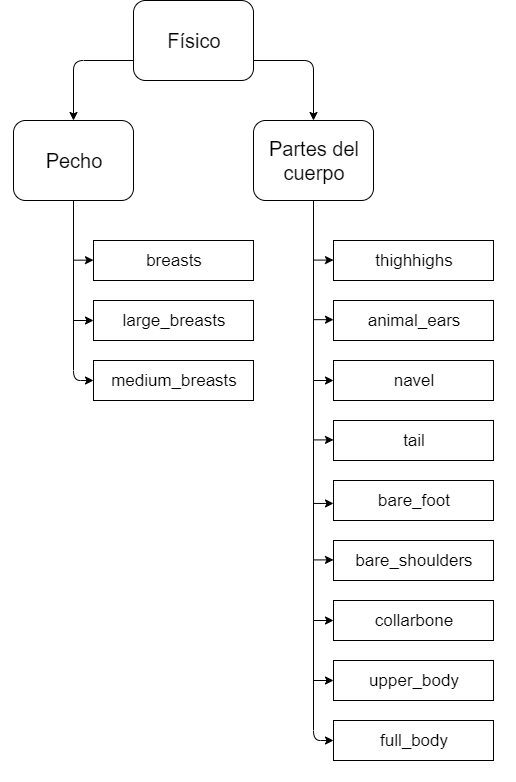 Físico
Pecho
breasts
large_breasts
medium_breasts
Partes del
cuerpo
thighhighs
animal_ears
navel
tail
bare_foot
bare_shoulders
collarbone
upper_body
full_body